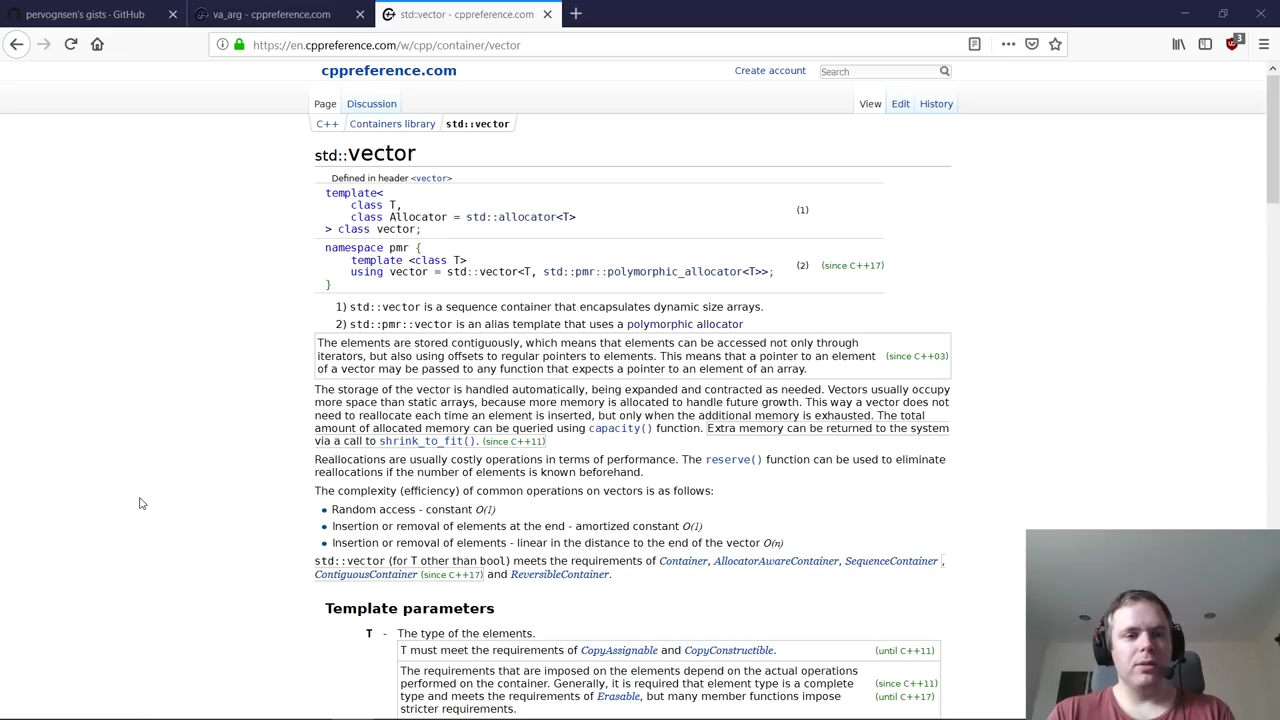 pervognsen's gists · GitHub
va_arg - cppreference.com
std::vector - cppreference.com
https://en.cppreference.com/w/cpp/container/vector
3
cppreference.com
Create account
Search
Page
Discussion
View
Edit
History
C++
Containers library
std::vector
std::vector
Defined in header <vector>
template<
class T,
class Allocator = std::allocator<T>
> class vector;
(1)
namespace pmr {
template <class T>
using vector = std::vector<T, std::pmr::polymorphic_allocator<T>>;
}
(2) (since C++17)
1) std::vector is a sequence container that encapsulates dynamic size arrays.
2) std::pmr::vector is an alias template that uses a polymorphic allocator
The elements are stored contiguously, which means that elements can be accessed not only through
iterators, but also using offsets to regular pointers to elements. This means that a pointer to an element
of a vector may be passed to any function that expects a pointer to an element of an array.
(since C++03)
The storage of the vector is handled automatically, being expanded and contracted as needed. Vectors usually occupy
more space than static arrays, because more memory is allocated to handle future growth. This way a vector does not
need to reallocate each time an element is inserted, but only when the additional memory is exhausted. The total
amount of allocated memory can be queried using capacity() function. Extra memory can be returned to the system
via a call to shrink_to_fit(). (since C++11)
Reallocations are usually costly operations in terms of performance. The reserve() function can be used to eliminate
reallocations if the number of elements is known beforehand.
The complexity (efficiency) of common operations on vectors is as follows:
Random access - constant O(1)
Insertion or removal of elements at the end - amortized constant O(1)
Insertion or removal of elements - linear in the distance to the end of the vector O(n)
std::vector (for T other than bool) meets the requirements of Container, AllocatorAwareContainer, SequenceContainer ,
ContiguousContainer (since C++17) and ReversibleContainer.
Template parameters
T - The type of the elements.
T must meet the requirements of CopyAssignable and CopyConstructible.
(until C++11)
The requirements that are imposed on the elements depend on the actual operations
performed on the container. Generally, it is required that element type is a complete
type and meets the requirements of Erasable, but many member functions impose
stricter requirements.
(since C++11)
(until C++17)